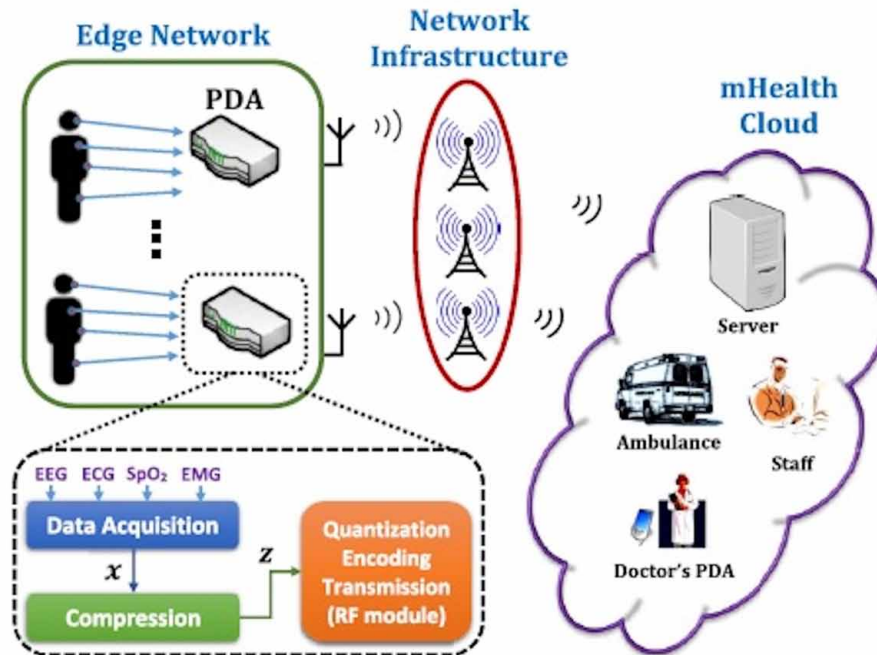 Edge Network
Network
Infrastructure
mHealth
Cloud
PDA
Server
Ambulance
Staff
Doctor's PDA
EEG ECG SpO₂ EMG
Data Acquisition
x
Compression
z
Quantization
Encoding
Transmission
(RF module)